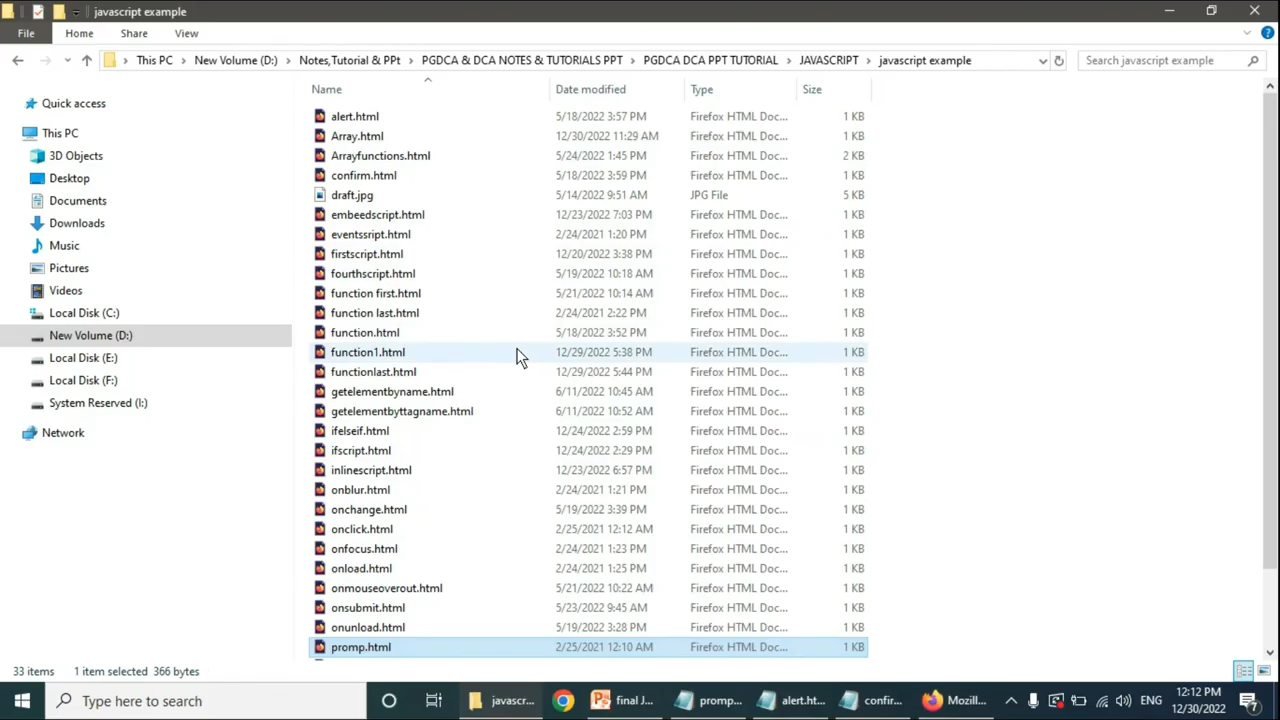 javascript example
File Home Share View
This PC New Volume (D:) Notes,Tutorial & PPt PGDCA & DCA NOTES & TUTORIALS PPT PGDCA DCA PPT TUTORIAL JAVASCRIPT javascript example Search javascript example
Name Date modified Type Size
Quick access
This PC
3D Objects
Desktop
Documents
Downloads
Music
Pictures
Videos
Local Disk (C:)
New Volume (D:)
Local Disk (E:)
Local Disk (F:)
System Reserved (I:)
Network
alert.html 5/18/2022 3:57 PM Firefox HTML Doc... 1 KB
Array.html 12/30/2022 11:29 AM Firefox HTML Doc... 1 KB
Arrayfunctions.html 5/24/2022 1:45 PM Firefox HTML Doc... 2 KB
confirm.html 5/18/2022 3:59 PM Firefox HTML Doc... 1 KB
draft.jpg 5/14/2022 9:51 AM JPG File 5 KB
embeedscript.html 12/23/2022 7:03 PM Firefox HTML Doc... 1 KB
eventssript.html 2/24/2021 1:20 PM Firefox HTML Doc... 1 KB
firstscript.html 12/20/2022 3:38 PM Firefox HTML Doc... 1 KB
fourthscript.html 5/19/2022 10:18 AM Firefox HTML Doc... 1 KB
function first.html 5/21/2022 10:14 AM Firefox HTML Doc... 1 KB
function last.html 2/24/2021 2:22 PM Firefox HTML Doc... 1 KB
function.html 5/18/2022 3:52 PM Firefox HTML Doc... 1 KB
function1.html 12/29/2022 5:38 PM Firefox HTML Doc... 1 KB
functionlast.html 12/29/2022 5:44 PM Firefox HTML Doc... 1 KB
getelementbyname.html 6/11/2022 10:45 AM Firefox HTML Doc... 1 KB
getelementbyttagname.html 6/11/2022 10:52 AM Firefox HTML Doc... 1 KB
ifelseif.html 12/24/2022 2:59 PM Firefox HTML Doc... 1 KB
ifscript.html 12/24/2022 2:29 PM Firefox HTML Doc... 1 KB
inlinescript.html 12/23/2022 6:57 PM Firefox HTML Doc... 1 KB
onblur.html 2/24/2021 1:21 PM Firefox HTML Doc... 1 KB
onchange.html 5/19/2022 3:39 PM Firefox HTML Doc... 1 KB
onclick.html 2/25/2021 12:12 AM Firefox HTML Doc... 1 KB
onfocus.html 2/24/2021 1:23 PM Firefox HTML Doc... 1 KB
onload.html 2/24/2021 1:25 PM Firefox HTML Doc... 1 KB
onmouseoverout.html 5/21/2022 10:22 AM Firefox HTML Doc... 1 KB
onsubmit.html 5/23/2022 9:45 AM Firefox HTML Doc... 1 KB
onunload.html 5/19/2022 3:28 PM Firefox HTML Doc... 1 KB
promp.html 2/25/2021 12:10 AM Firefox HTML Doc... 1 KB
33 items 1 item selected 366 bytes
Type here to search javascr... final J... promp... alert.ht... confir... Mozill... ENG 12:12 PM
12/30/2022 7